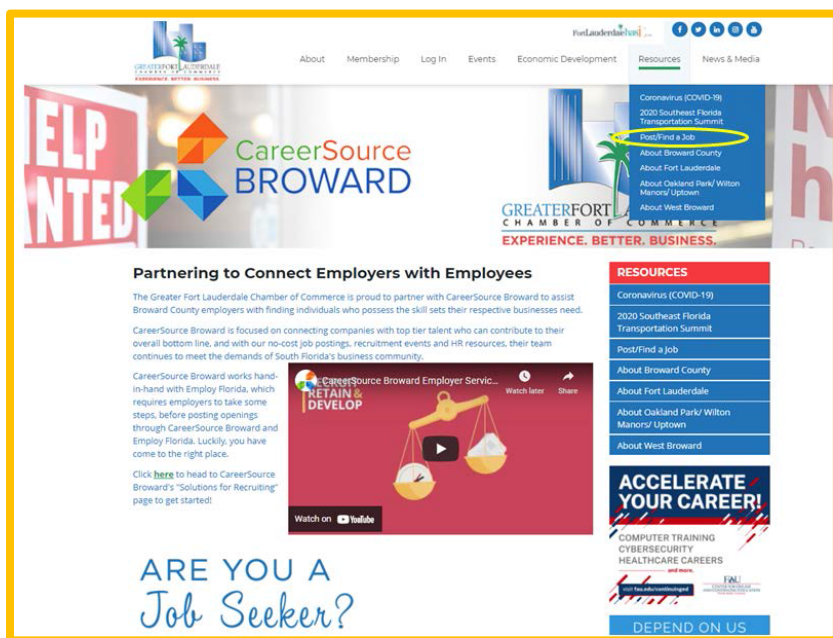 GREATERFORT LAUDERDALE
CHAMBER OF COMMERCE
EXPERIENCE. BETTER. BUSINESS.
About Membership Log In Events Economic Development Resources News & Media
Coronavirus (COVID-19)
2020 Southeast Florida
Transportation Summit
Post/Find a Job
About Broward County
About Fort Lauderdale
About Oakland Park/ Wilton
Manors/ Uptown
About West Broward
HELP
WANTED
CareerSource
BROWARD
GREATERFORT
CHAMBER OF COMMERCE
EXPERIENCE. BETTER. BUSINESS.
Partnering to Connect Employers with Employees
The Greater Fort Lauderdale Chamber of Commerce is proud to partner with CareerSource Broward to assist
Broward County employers with finding individuals who possess the skill sets their respective businesses need.
CareerSource Broward is focused on connecting companies with top tier talent who can contribute to their
overall bottom line, and with our no-cost job postings, recruitment events and HR resources, their team
continues to meet the demands of South Florida's business community.
CareerSource Broward works hand-
in-hand with Employ Florida, which
requires employers to take some
steps, before posting openings
through CareerSource Broward and
Employ Florida. Luckily, you have
come to the right place.
Click here to head to CareerSource
Broward's "Solutions for Recruiting"
page to get started!
CareerSource Broward Employer Servic...
Watch later Share
RETAIN &
DEVELOP
Watch on YouTube
ARE YOU A
Job Seeker?
RESOURCES
Coronavirus (COVID-19)
2020 Southeast Florida
Transportation Summit
Post/Find a Job
About Broward County
About Fort Lauderdale
About Oakland Park/ Wilton
Manors/ Uptown
About West Broward
ACCELERATE
YOUR CAREER!
COMPUTER TRAINING
CYBERSECURITY
HEALTHCARE CAREERS
and more.
visit fau.edu/continuinged
FAU
DEPEND ON US